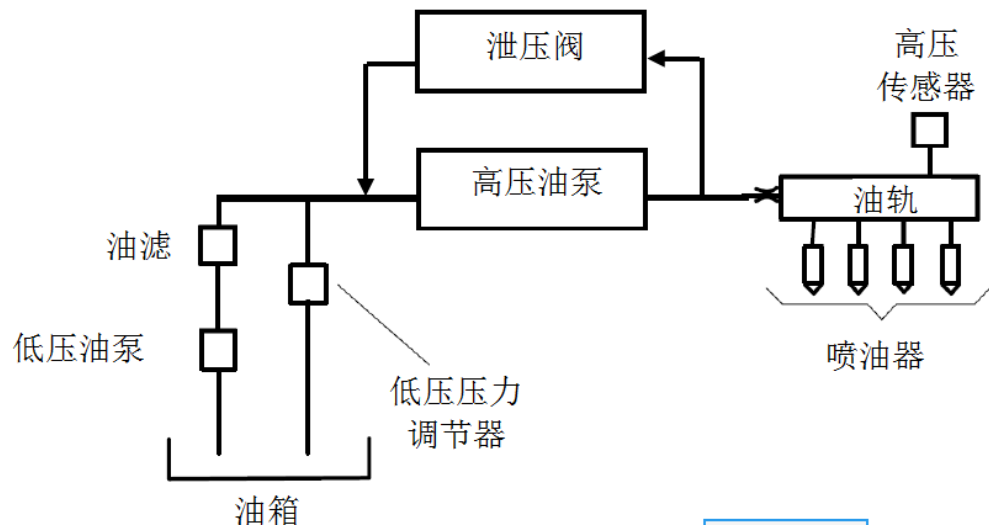 泄压阀
高压
传感器
高压油泵
油轨
油滤
低压油泵
低压压力
调节器
喷油器
油箱